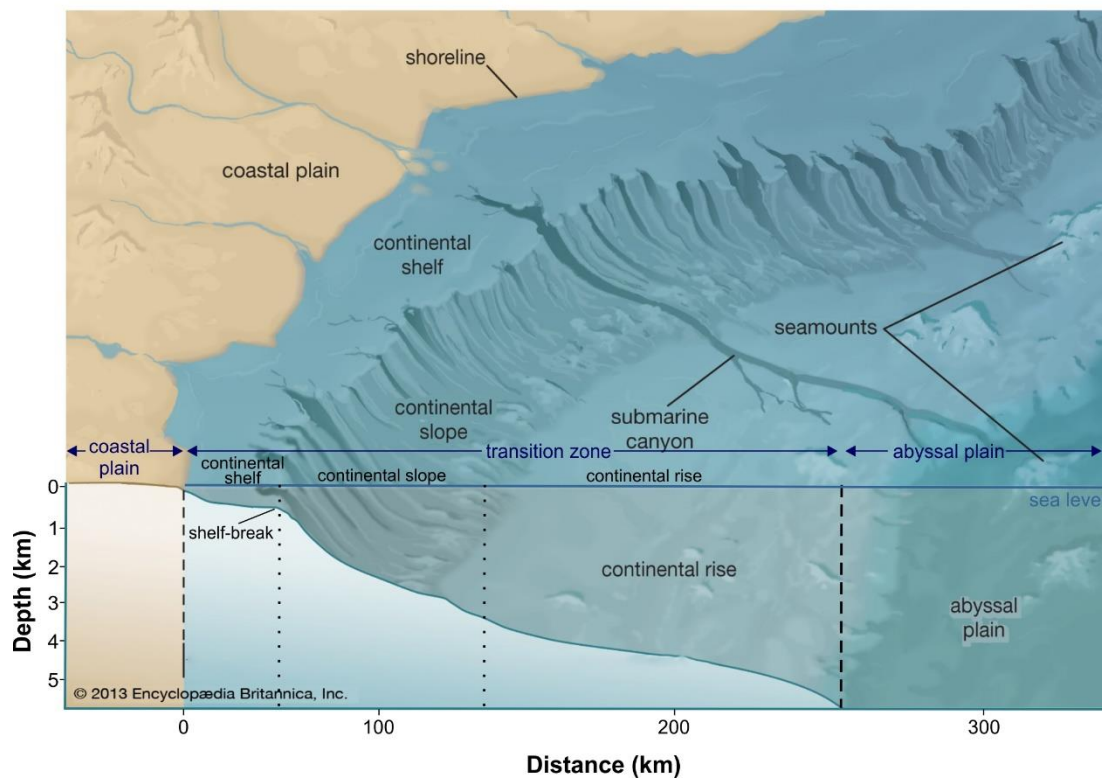 shoreline
coastal plain
continental
shelf
seamounts
continental
slope
submarine
canyon
coastal
plain
transition zone
abyssal plain
continental
shelf
continental slope
continental rise
sea level
shelf-break
continental rise
abyssal
plain
Depth (km)
0
1
2
3
4
5
© 2013 Encyclopædia Britannica, Inc.
0
100
200
300
Distance (km)